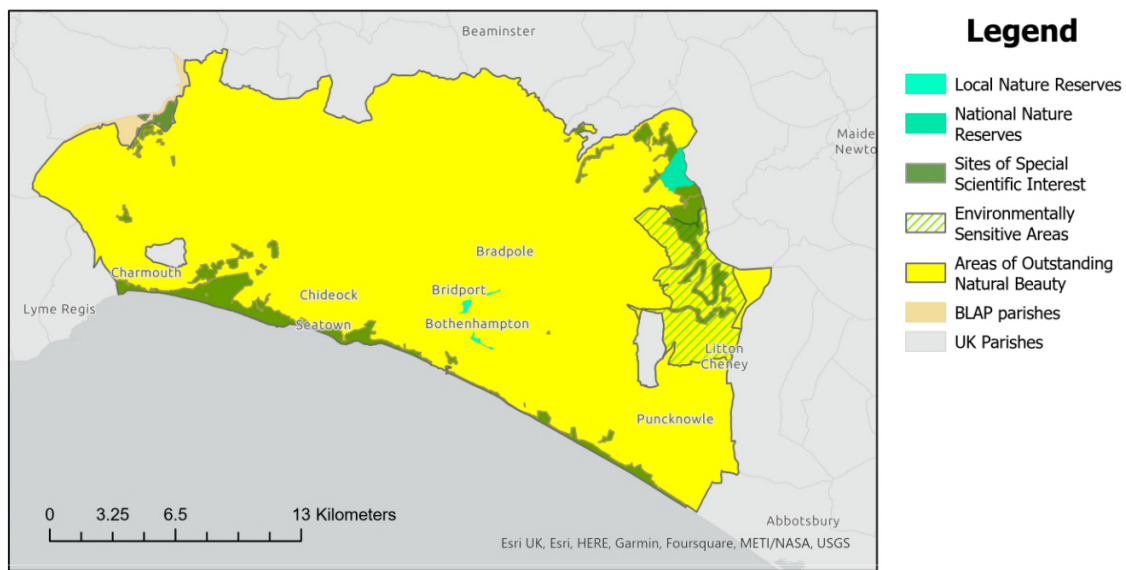 Beaminster
Maide
Newto
Bradpole
Charmouth
Chideock
Bridport
Lyme Regis
Seatown
Bothenhampton
Litton
Cheney
Puncknowle
Abbotsbury
0 3.25 6.5 13 Kilometers
Esri UK, Esri, HERE, Garmin, Foursquare, METI/NASA, USGS
Legend
Local Nature Reserves
National Nature
Reserves
Sites of Special
Scientific Interest
Environmentally
Sensitive Areas
Areas of Outstanding
Natural Beauty
BLAP parishes
UK Parishes